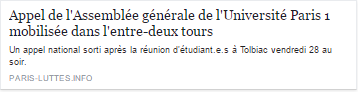 Appel de l'Assemblée générale de l'Université Paris 1
mobilisée dans l'entre-deux tours
Un appel national sorti après la réunion d'étudiant.e.s à Tolbiac vendredi 28 au
soir.
PARIS-LUTTES.INFO